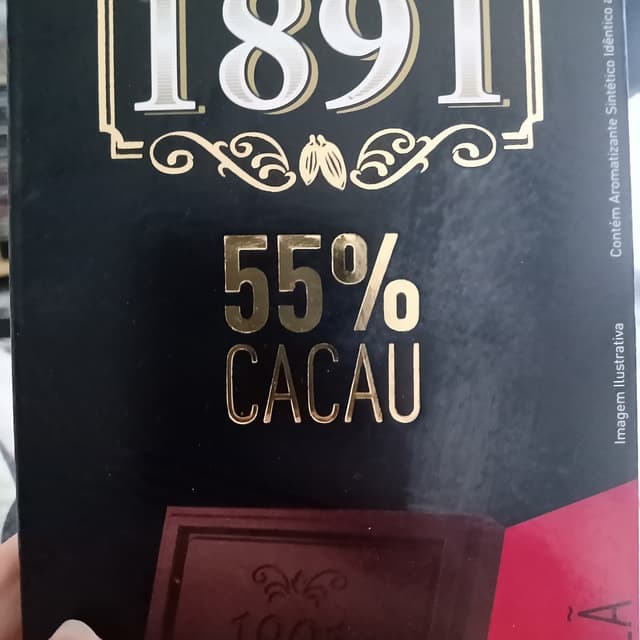 1891
55%
CACAU
Contém Aromatizante Sintético Idêntico
Imagem Ilustrativa
Ã